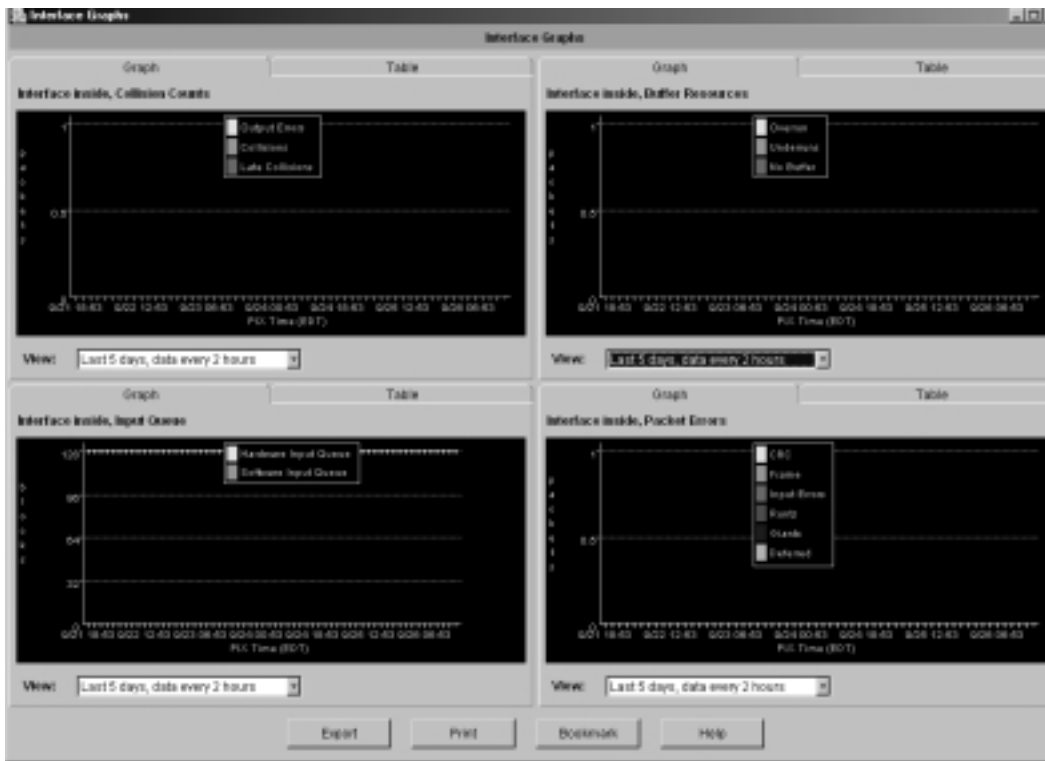 Interface Graphs
Interface Graphs
Graph Table
Interface inside, Collision Counts
1
0.5
0
Output Errors
Collisions
Late Collisions
PIX Time (EDT)
View: Last 5 days, data every 2 hours
Graph Table
Interface inside, Buffer Resources
1
0.5
0
Overrun
Underruns
No Buffer
PIX Time (EDT)
View: Last 5 days, data every 2 hours
Graph Table
Interface inside, Input Queue
128
96
64
32
0
Hardware Input Queue
Software Input Queue
PIX Time (EDT)
View: Last 5 days, data every 2 hours
Graph Table
Interface inside, Packet Errors
1
0.5
0
CRC
Frame
Input Errors
Runts
Giants
Deferred
PIX Time (EDT)
View: Last 5 days, data every 2 hours
Export Print Bookmark Help